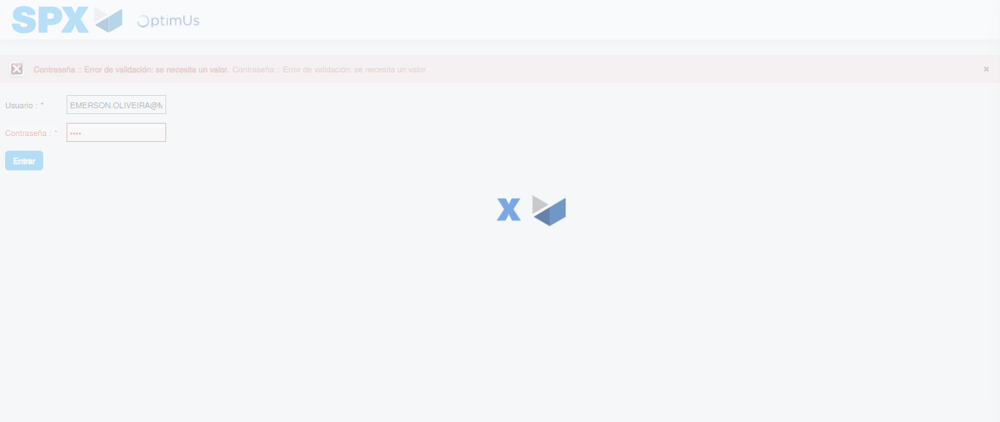 SPX OptimUs
Contraseña :: Error de validación: se necesita un valor. Contraseña :: Error de validación: se necesita un valor.
Usuario : * EMERSON.OLIVEIRA@M
Contraseña : * ••••
Entrar
X